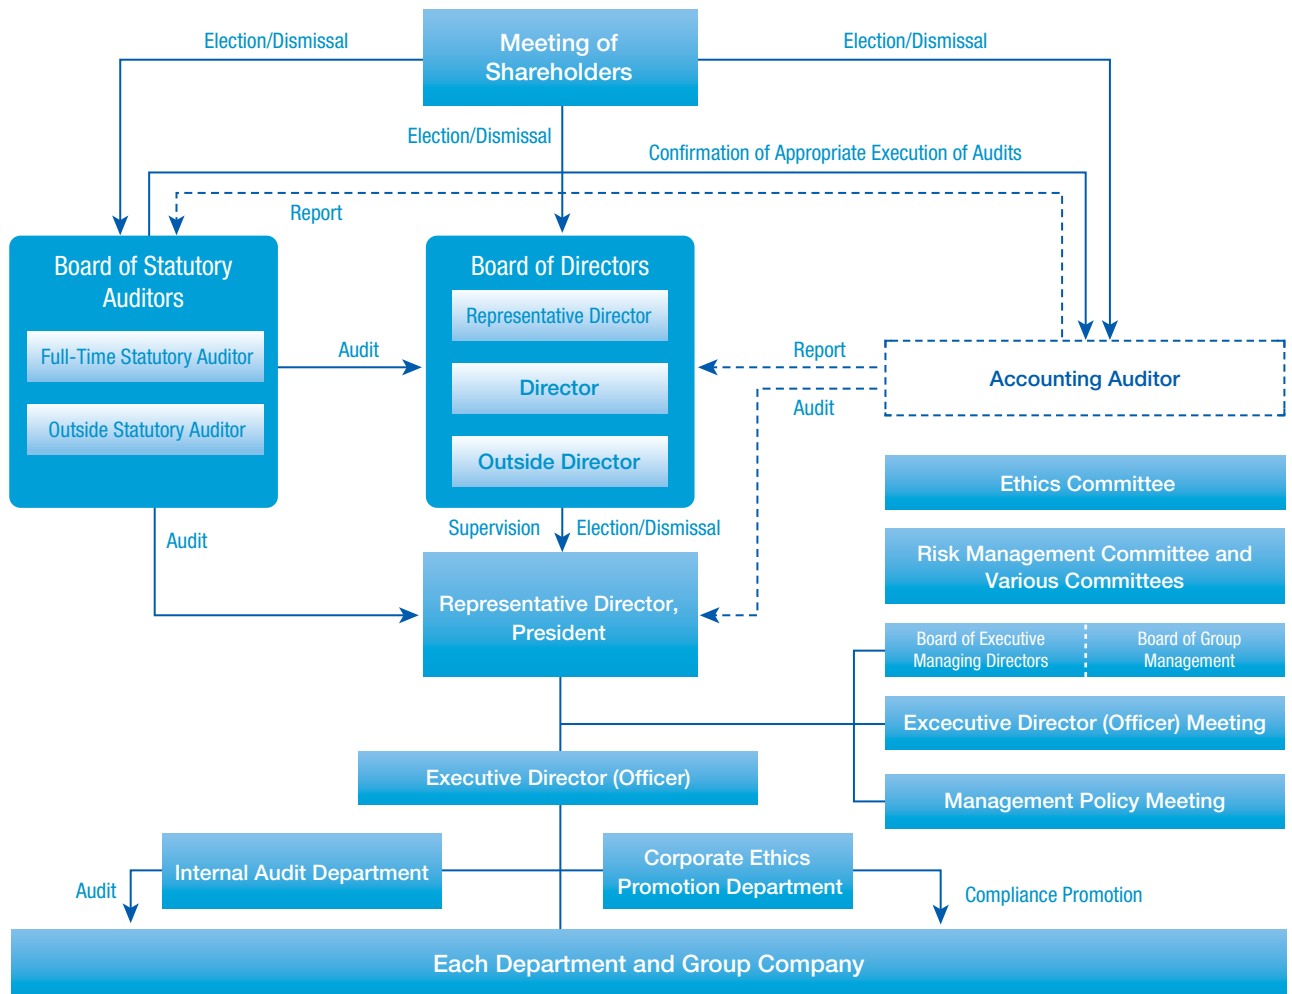 Election/Dismissal
Meeting of
Shareholders
Election/Dismissal
Election/Dismissal
Confirmation of Appropriate Execution of Audits
Report
Board of Statutory
Auditors
Full-Time Statutory Auditor
Outside Statutory Auditor
Audit
Board of Directors
Representative Director
Director
Outside Director
Report
Audit
Accounting Auditor
Ethics Committee
Risk Management Committee and
Various Committees
Audit
Supervision
Election/Dismissal
Representative Director,
President
Board of Executive
Managing Directors
Board of Group
Management
Excecutive Director (Officer) Meeting
Management Policy Meeting
Executive Director (Officer)
Internal Audit Department
Corporate Ethics
Promotion Department
Audit
Compliance Promotion
Each Department and Group Company